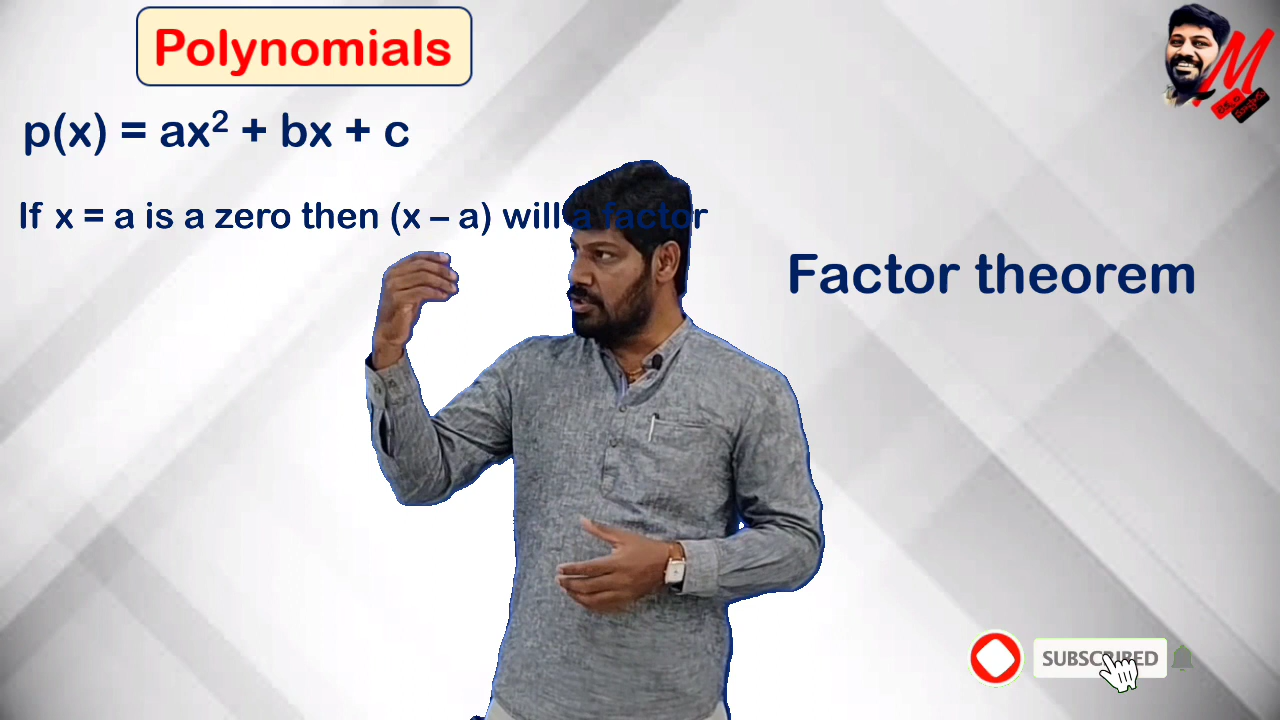 Polynomials
p(x) = ax² + bx + c
If x = a is a zero then (x – a) will a factor
Factor theorem
M
SUBSCRIBED